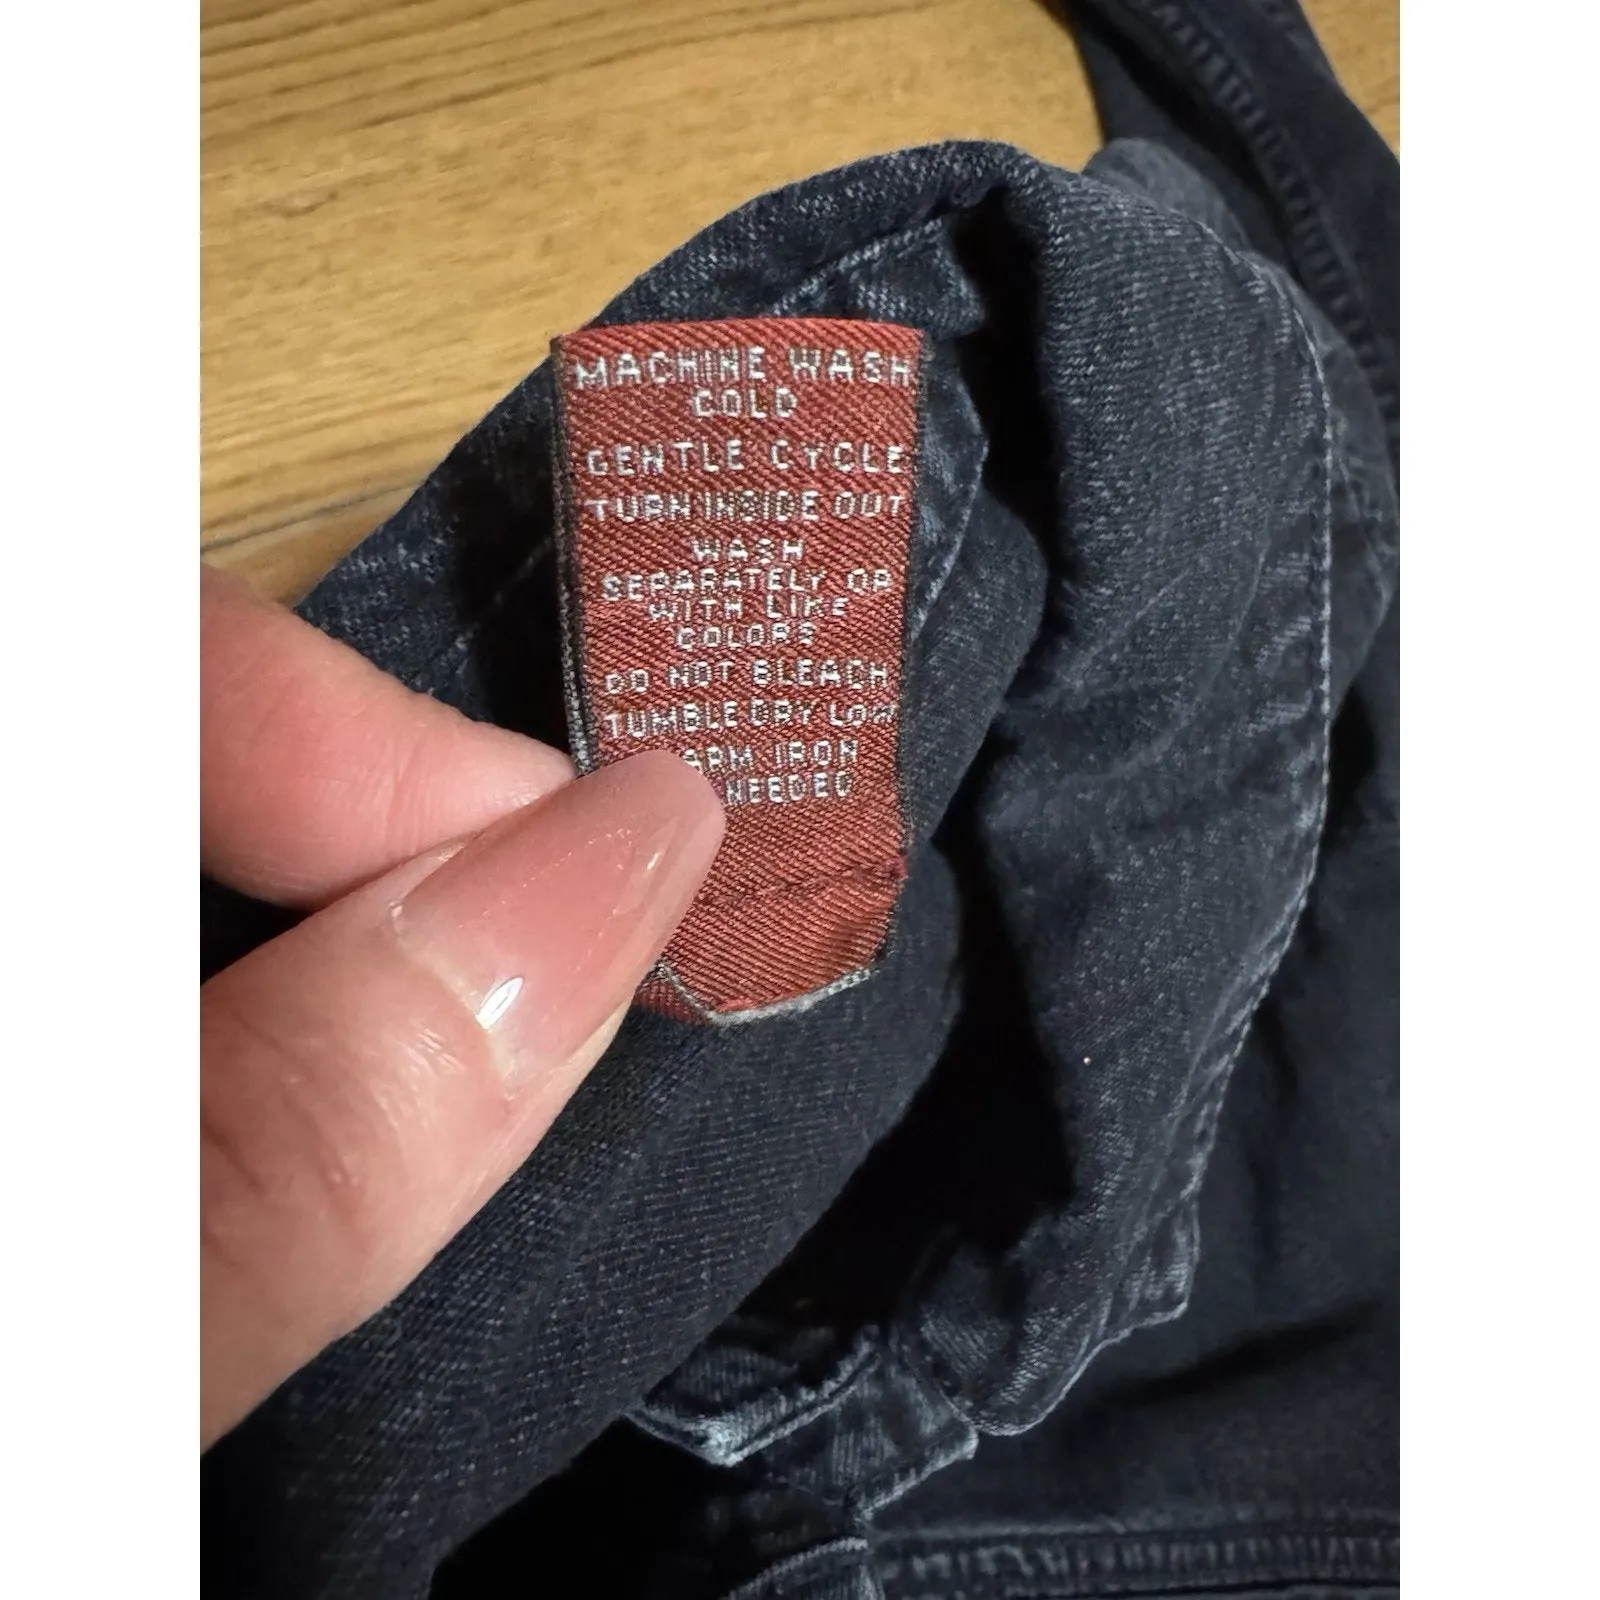 MACHINE WASH
COLD
GENTLE CYCLE
TURN INSIDE OUT
WASH
SEPARATELY OR
WITH LIKE
COLORS
DO NOT BLEACH
TUMBLE DRY LOW
ARM IRON
NEEDED